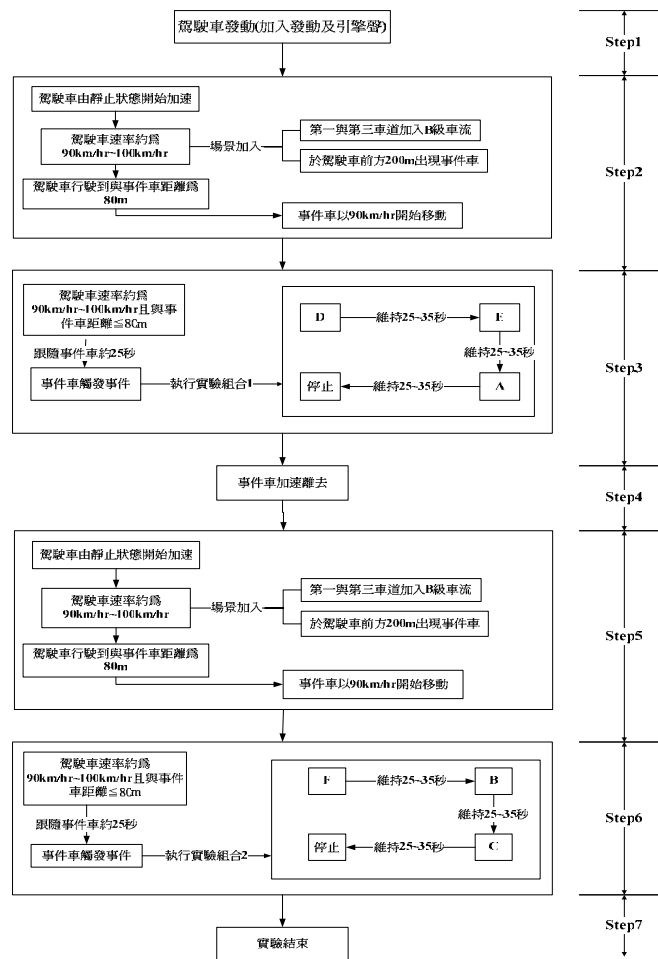 駕駛車發動(加入發動及引擎聲)
Step1
駕駛車由靜止狀態開始加速
駕駛車速率約為
90km/hr~100km/hr
場景加入
第一與第三車道加入B級車流
於駕駛車前方200m出現事件車
駕駛車行駛到與事件車距離為
80m
事件車以90km/hr開始移動
Step2
駕駛車速率約為
90km/hr~100km/hr且與事件
車距離≦80m
跟隨事件車約25秒
事件車觸發事件
執行實驗組合1
D
維持25~35秒
E
維持25~35秒
A
維持25~35秒
停止
Step3
事件車加速離去
Step4
駕駛車由靜止狀態開始加速
駕駛車速率約為
90km/hr~100km/hr
場景加入
第一與第三車道加入B級車流
於駕駛車前方200m出現事件車
駕駛車行駛到與事件車距離為
80m
事件車以90km/hr開始移動
Step5
駕駛車速率約為
90km/hr~100km/hr且與事件
車距離≦80m
跟隨事件車約25秒
事件車觸發事件
執行實驗組合2
F
維持25~35秒
B
維持25~35秒
C
維持25~35秒
停止
Step6
實驗結束
Step7